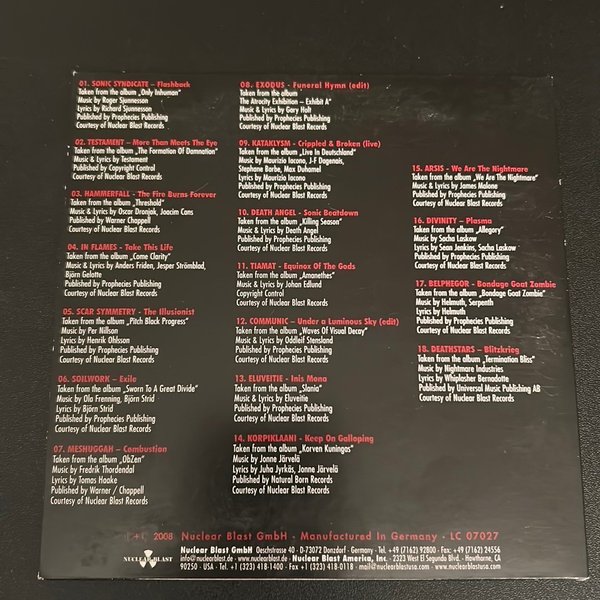 01. SONIC SYNDICATE – Flashback
Taken from the album „Only Inhuman"
Music by Roger Sjunnesson
Lyrics by Richard Sjunnesson
Published by Prophecies Publishing
Courtesy of Nuclear Blast Records
02. TESTAMENT – More Than Meets The Eye
Taken from the album „The Formation Of Damnation"
Music & Lyrics by Testament
Published by Copyright Control
Courtesy of Nuclear Blast Records
03. HAMMERFALL - The Fire Burns Forever
Taken from the album „Threshold"
Music & Lyrics by Oscar Dronjak, Joacim Cans
Published by Warner Chappell
Courtesy of Nuclear Blast Records
04. IN FLAMES - Take This Life
Taken from the album „Come Clarity"
Music & Lyrics by Anders Friden, Jesper Strömblad,
Björn Gelotte
Published by Prophecies Publishing
Courtesy of Nuclear Blast Records
05. SCAR SYMMETRY - The Illusionist
Taken from the album „Pitch Black Progress"
Music by Per Nillson
Lyrics by Henrik Ohlsson
Published by Prophecies Publishing
Courtesy of Nuclear Blast Records
06. SOILWORK – Exile
Taken from the album „Sworn To A Great Divide"
Music by Ola Frenning, Björn Strid
Lyrics by Björn Strid
Published by Prophecies Publishing
Courtesy of Nuclear Blast Records
07. MESHUGGAH – Combustion
Taken from the album „ObZen"
Music by Fredrik Thordendal
Lyrics by Tomas Haake
Published by Warner / Chappell
Courtesy of Nuclear Blast Records
08. EXODUS - Funeral Hymn (edit)
Taken from the album
The Atrocity Exhibition – Exhibit A"
Music & Lyrics by Gary Holt
Published by Prophecies Publishing
Courtesy of Nuclear Blast Records
09. KATAKLYSM - Crippled & Broken (live)
Taken from the album „Live In Deutschland"
Music by Maurizio Iacono, J-F Dagenais,
Stephane Barbe, Max Duhamel
Lyrics by Maurizio Iacono
Published by Prophecies Publishing
Courtesy of Nuclear Blast Records
10. DEATH ANGEL - Sonic Beatdown
Taken from the album „Killing Season"
Music & Lyrics by Death Angel
Published by Prophecies Publishing
Courtesy of Nuclear Blast Records
11. TIAMAT - Equinox Of The Gods
Taken from the album „Amanethes"
Music by Johan Edlund
Copyright Control
Courtesy of Nuclear Blast Records
12. COMMUNIC – Under a Luminous Sky (edit)
Taken from the album „Waves Of Visual Decay"
Music & Lyrics by Oddleif Stensland
Published by Prophecies Publishing
Courtesy of Nuclear Blast Records
13. ELUVEITIE - Inis Mona
Taken from the album „Slania"
Music & Lyrics by Eluveitie
Published by Prophecies Publishing
Courtesy of Nuclear Blast Records
14. KORPIKLAANI - Keep On Galloping
Taken from the album „Korven Kuningas"
Music by Jonne Järvelä
Lyrics by Juha Jyrkäs, Jonne Järvelä
Published by Natural Born Records
Courtesy of Nuclear Blast Records
15. ARSIS - We Are The Nightmare
Taken from the album „We Are The Nightmare"
Music & Lyrics by James Malone
Published by Prophecies Publishing
Courtesy of Nuclear Blast Records
16. DIVINITY – Plasma
Taken from the album „Allegory"
Music by Sacha Laskow
Lyrics by Sean Jenkins, Sacha Laskow
Published by Prophecies Publishing
Courtesy of Nuclear Blast Records
17. BELPHEGOR - Bondage Goat Zombie
Taken from the album „Bondage Goat Zombie"
Music by Helmuth, Serpenth
Lyrics by Helmuth
Published by Prophecies Publishing
Courtesy of Nuclear Blast Records
18. DEATHSTARS – Blitzkrieg
Taken from the album „Termination Bliss"
Music by Nightmare Industries
Lyrics by Whiplasher Bernadotte
Published by Universal Music Publishing AB
Courtesy of Nuclear Blast Records
2008 Nuclear Blast GmbH - Manufactured In Germany - LC 07027
NUCLEAR BLAST
Nuclear Blast GmbH Oeschstrasse 40 - D-73072 Donzdorf - Germany - Tel. +49 (7162) 92800 - Fax: +49 (7162) 24556
info@nuclearblast.de - www.nuclearblast.de - Nuclear Blast America, Inc. - 2323 West El Segundo Blvd. - Hawthorne, CA
90250 - USA - Tel +1 (323) 418-1400 - Fax +1 (323) 418-0118 - mail@nuclearblastusa.com - www.nuclearblastusa.com